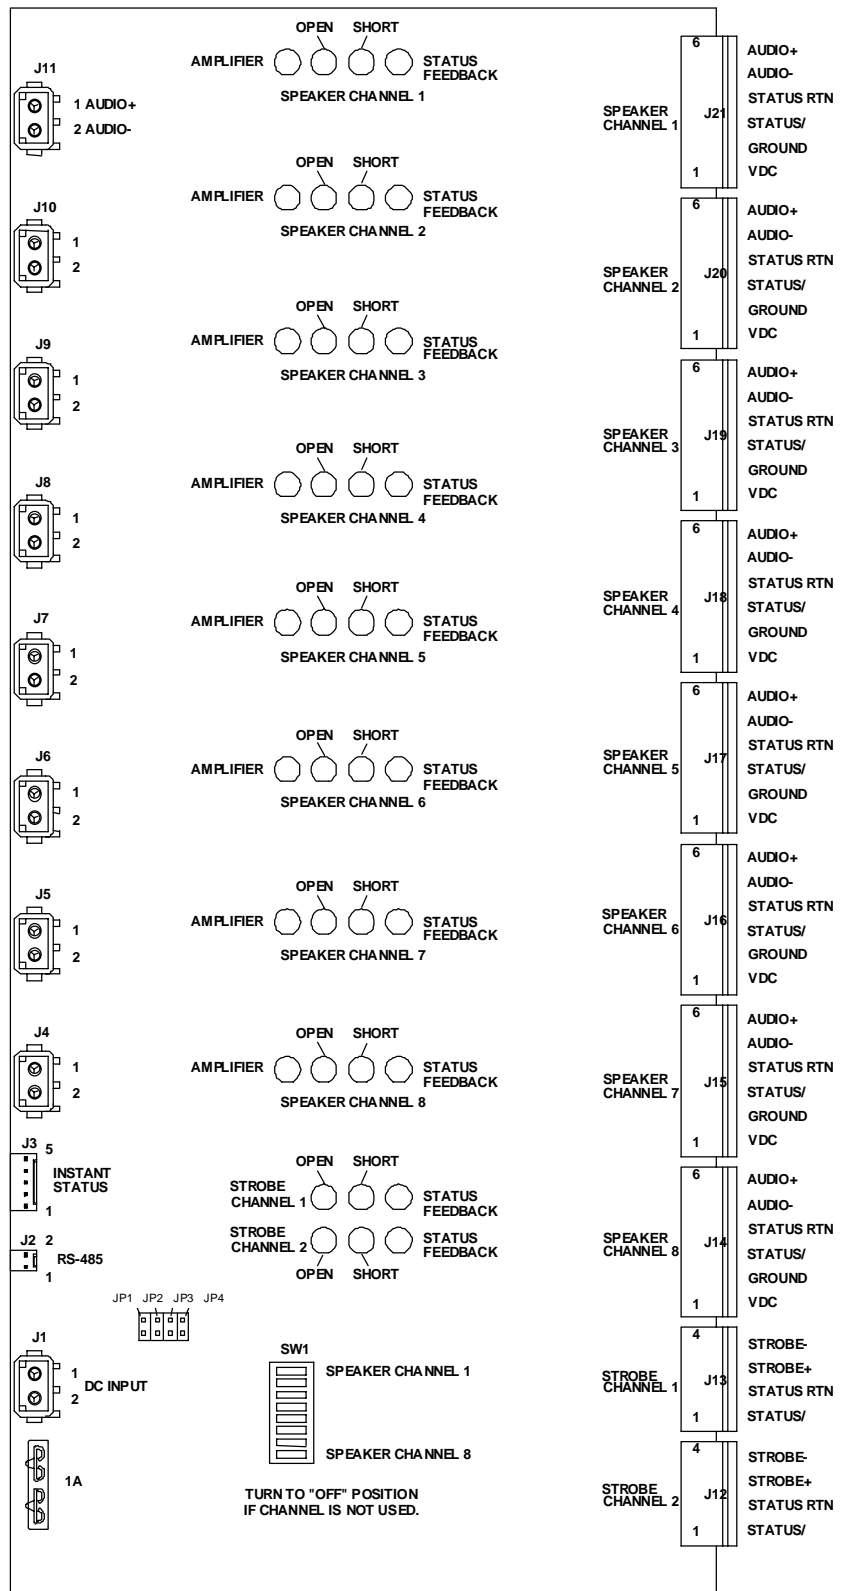 J11
1 AUDIO+
2 AUDIO-
OPEN SHORT
AMPLIFIER
STATUS
FEEDBACK
SPEAKER CHANNEL 1
SPEAKER
CHANNEL 1
J21
6
1
AUDIO+
AUDIO-
STATUS RTN
STATUS/
GROUND
VDC
J10
1
2
OPEN SHORT
AMPLIFIER
STATUS
FEEDBACK
SPEAKER CHANNEL 2
SPEAKER
CHANNEL 2
J20
6
1
AUDIO+
AUDIO-
STATUS RTN
STATUS/
GROUND
VDC
J9
1
2
OPEN SHORT
AMPLIFIER
STATUS
FEEDBACK
SPEAKER CHANNEL 3
SPEAKER
CHANNEL 3
J19
6
1
AUDIO+
AUDIO-
STATUS RTN
STATUS/
GROUND
VDC
J8
1
2
OPEN SHORT
AMPLIFIER
STATUS
FEEDBACK
SPEAKER CHANNEL 4
SPEAKER
CHANNEL 4
J18
6
1
AUDIO+
AUDIO-
STATUS RTN
STATUS/
GROUND
VDC
J7
1
2
OPEN SHORT
AMPLIFIER
STATUS
FEEDBACK
SPEAKER CHANNEL 5
SPEAKER
CHANNEL 5
J17
6
1
AUDIO+
AUDIO-
STATUS RTN
STATUS/
GROUND
VDC
J6
1
2
OPEN SHORT
AMPLIFIER
STATUS
FEEDBACK
SPEAKER CHANNEL 6
SPEAKER
CHANNEL 6
J16
6
1
AUDIO+
AUDIO-
STATUS RTN
STATUS/
GROUND
VDC
J5
1
2
OPEN SHORT
AMPLIFIER
STATUS
FEEDBACK
SPEAKER CHANNEL 7
SPEAKER
CHANNEL 7
J15
6
1
AUDIO+
AUDIO-
STATUS RTN
STATUS/
GROUND
VDC
J4
1
2
OPEN SHORT
AMPLIFIER
STATUS
FEEDBACK
SPEAKER CHANNEL 8
SPEAKER
CHANNEL 8
J14
6
1
AUDIO+
AUDIO-
STATUS RTN
STATUS/
GROUND
VDC
J3 5
INSTANT
STATUS
1
OPEN SHORT
STROBE
CHANNEL 1
STATUS
FEEDBACK
STROBE
CHANNEL 2
STATUS
FEEDBACK
OPEN SHORT
J2 2
RS-485
1
JP1 JP2 JP3 JP4
J1
1
2
DC INPUT
1A
SW1
SPEAKER CHANNEL 1
SPEAKER CHANNEL 8
TURN TO "OFF" POSITION
IF CHANNEL IS NOT USED.
STROBE
CHANNEL 1
J13
4
1
STROBE-
STROBE+
STATUS RTN
STATUS/
STROBE
CHANNEL 2
J12
4
1
STROBE-
STROBE+
STATUS RTN
STATUS/